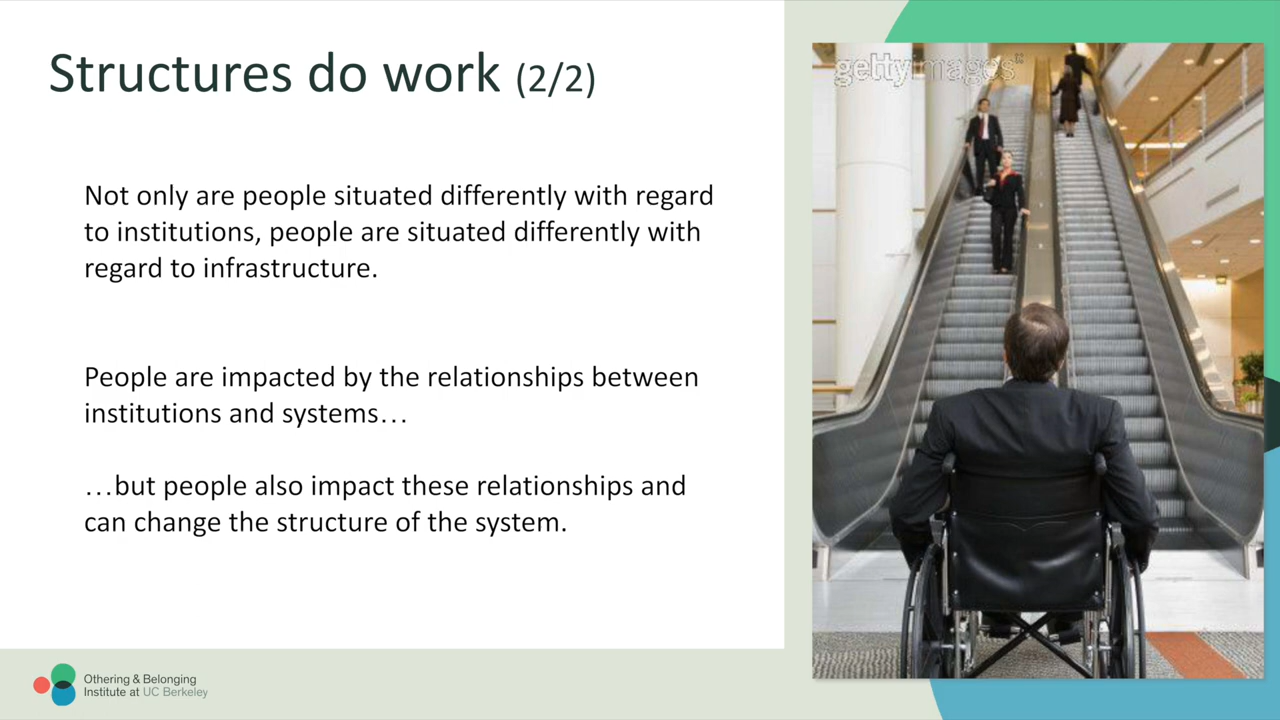 Structures do work (2/2)
Not only are people situated differently with regard
to institutions, people are situated differently with
regard to infrastructure.
People are impacted by the relationships between
institutions and systems…
…but people also impact these relationships and
can change the structure of the system.
Othering & Belonging
Institute at UC Berkeley
gettyimages®